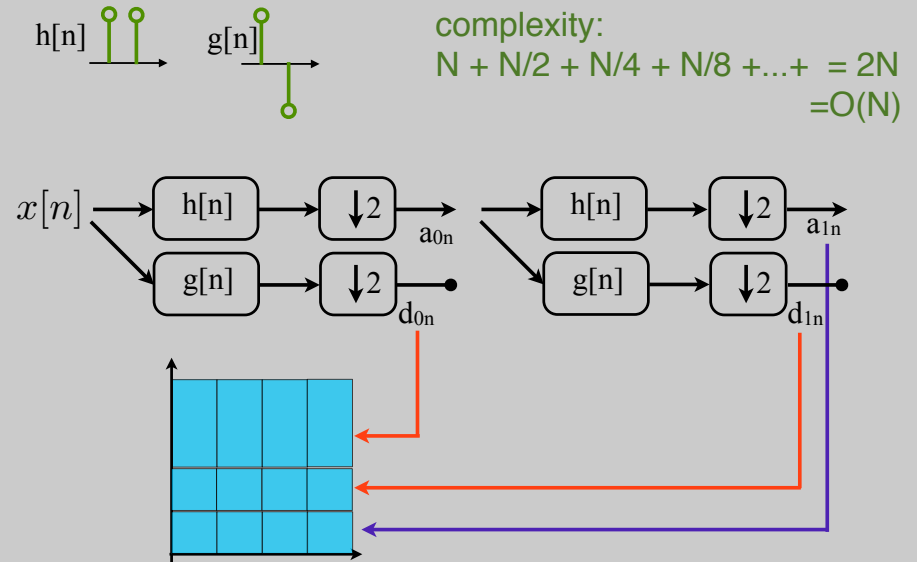 h[n]
g[n]
complexity:
N + N/2 + N/4 + N/8 +...+ = 2N
=O(N)
x[n]
h[n]
↓2
a0n
h[n]
↓2
a1n
g[n]
↓2
d0n
g[n]
↓2
d1n